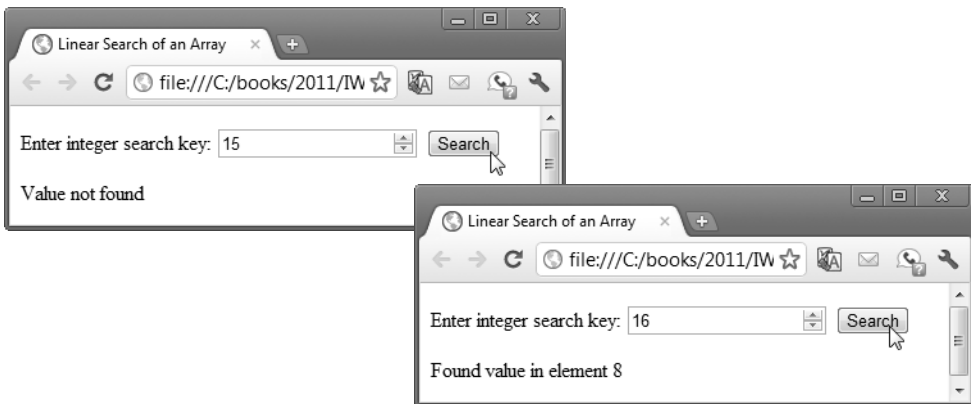 Linear Search of an Array
file:///C:/books/2011/IW
Enter integer search key: 15 Search
Value not found
Linear Search of an Array
file:///C:/books/2011/IW
Enter integer search key: 16 Search
Found value in element 8